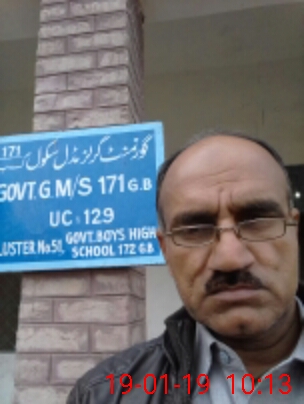 171
گورنمنٹ گرلز مڈل سکول
GOVT.G.M/S 171 G.B
UC : 129
LUSTER.No.51, GOVT.BOYS HIGH
SCHOOL 172 G.B
19-01-19 10:13